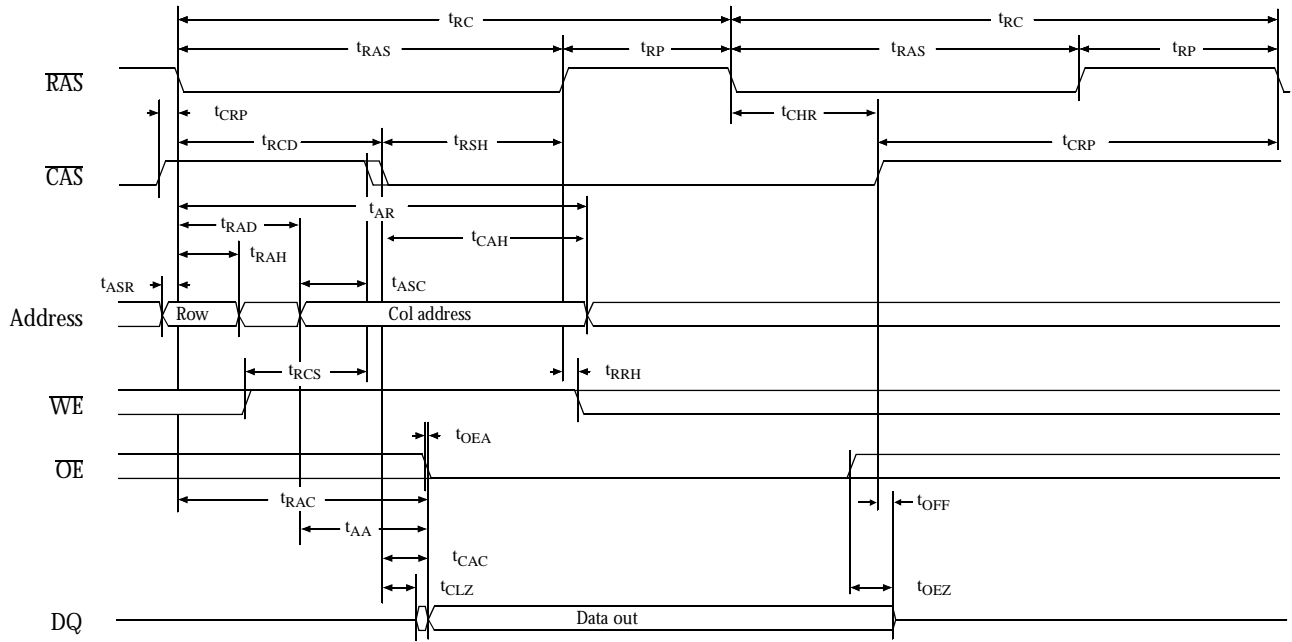 tRC tRC
tRAS tRP tRAS tRP
RAS
tCRP tCHR
tRCD tRSH tCRP
CAS
tAR
tRAD
tCAH
tRAH
tASR tASC
Address Row Col address
tRCS tRRH
WE
tOEA
OE
tRAC tOFF
tAA
tCAC
tCLZ tOEZ
DQ Data out